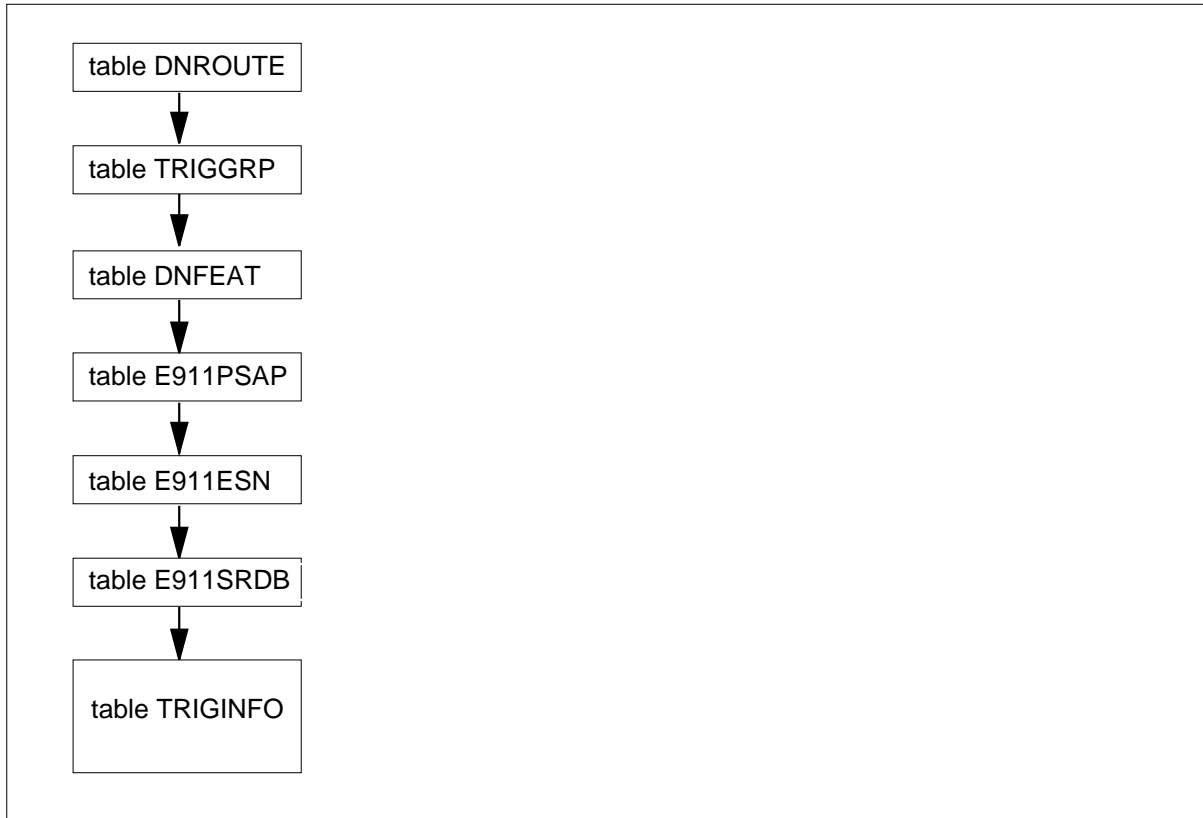 table DNROUTE
table TRIGGRP
table DNFEAT
table E911PSAP
table E911ESN
table E911SRDB
table TRIGINFO